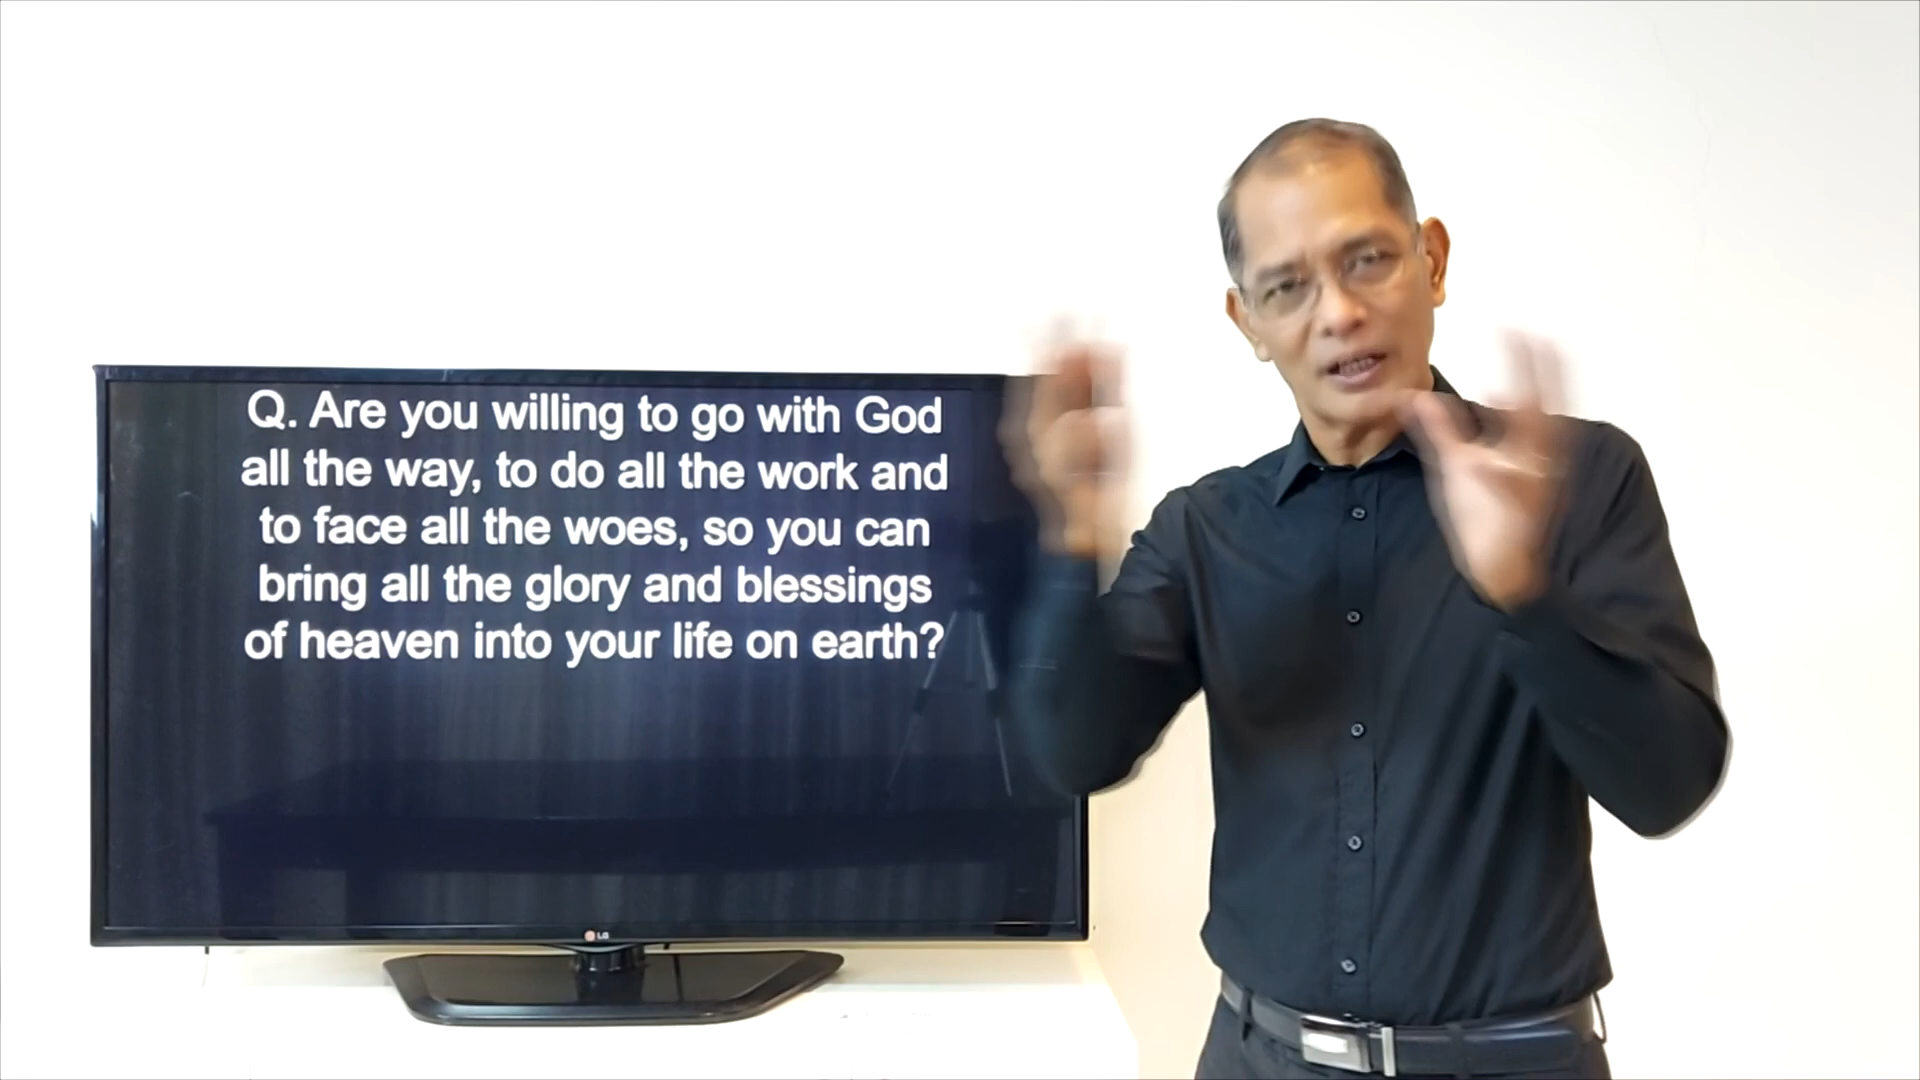 Q. Are you willing to go with God
all the way, to do all the work and
to face all the woes, so you can
bring all the glory and blessings
of heaven into your life on earth?
LG